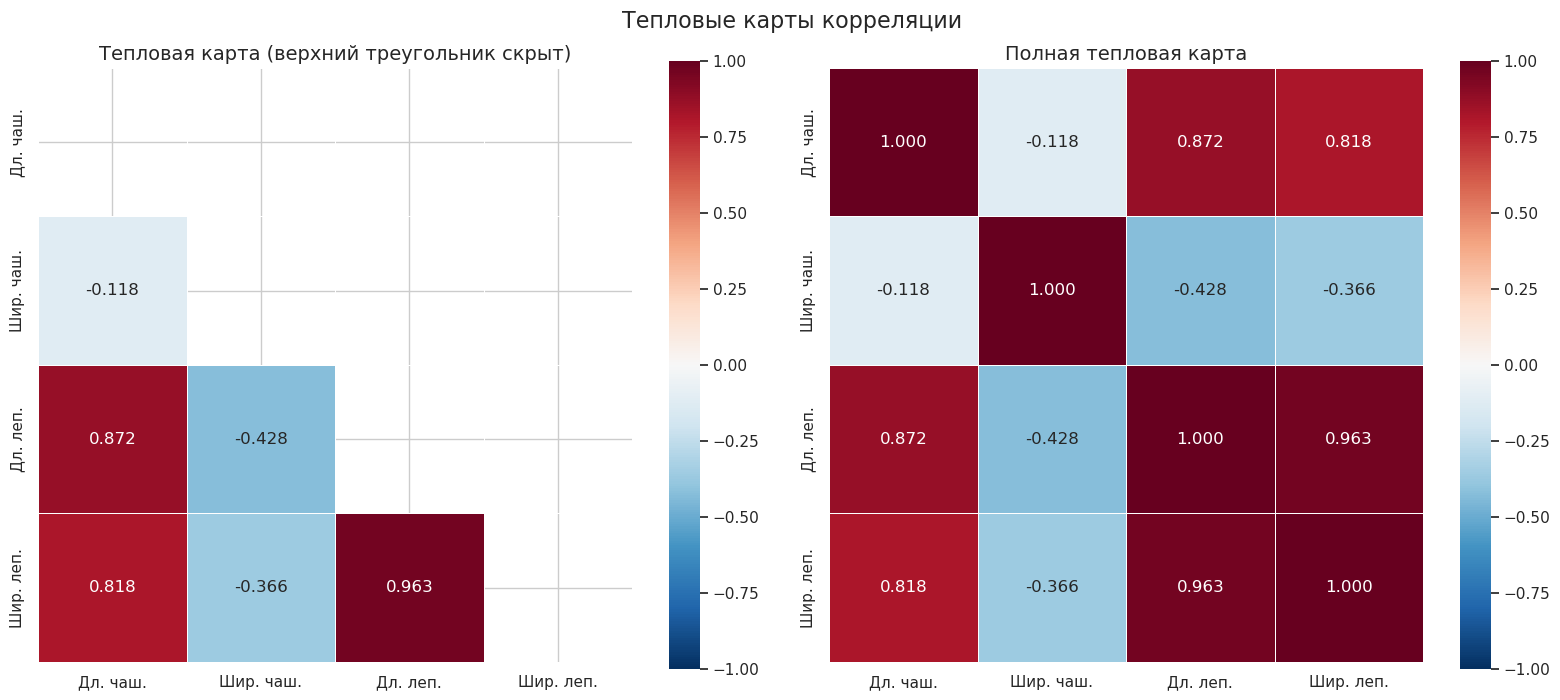 Тепловые карты корреляции
Тепловая карта (верхний треугольник скрыт)
Дл. чаш.
Шир. чаш.
Дл. леп.
Шир. леп.
-0.118
0.872 -0.428
0.818 -0.366 0.963
Дл. чаш. Шир. чаш. Дл. леп. Шир. леп.
1.00
0.75
0.50
0.25
0.00
−0.25
−0.50
−0.75
−1.00
Полная тепловая карта
Дл. чаш.
Шир. чаш.
Дл. леп.
Шир. леп.
1.000 -0.118 0.872 0.818
-0.118 1.000 -0.428 -0.366
0.872 -0.428 1.000 0.963
0.818 -0.366 0.963 1.000
Дл. чаш. Шир. чаш. Дл. леп. Шир. леп.
1.00
0.75
0.50
0.25
0.00
−0.25
−0.50
−0.75
−1.00